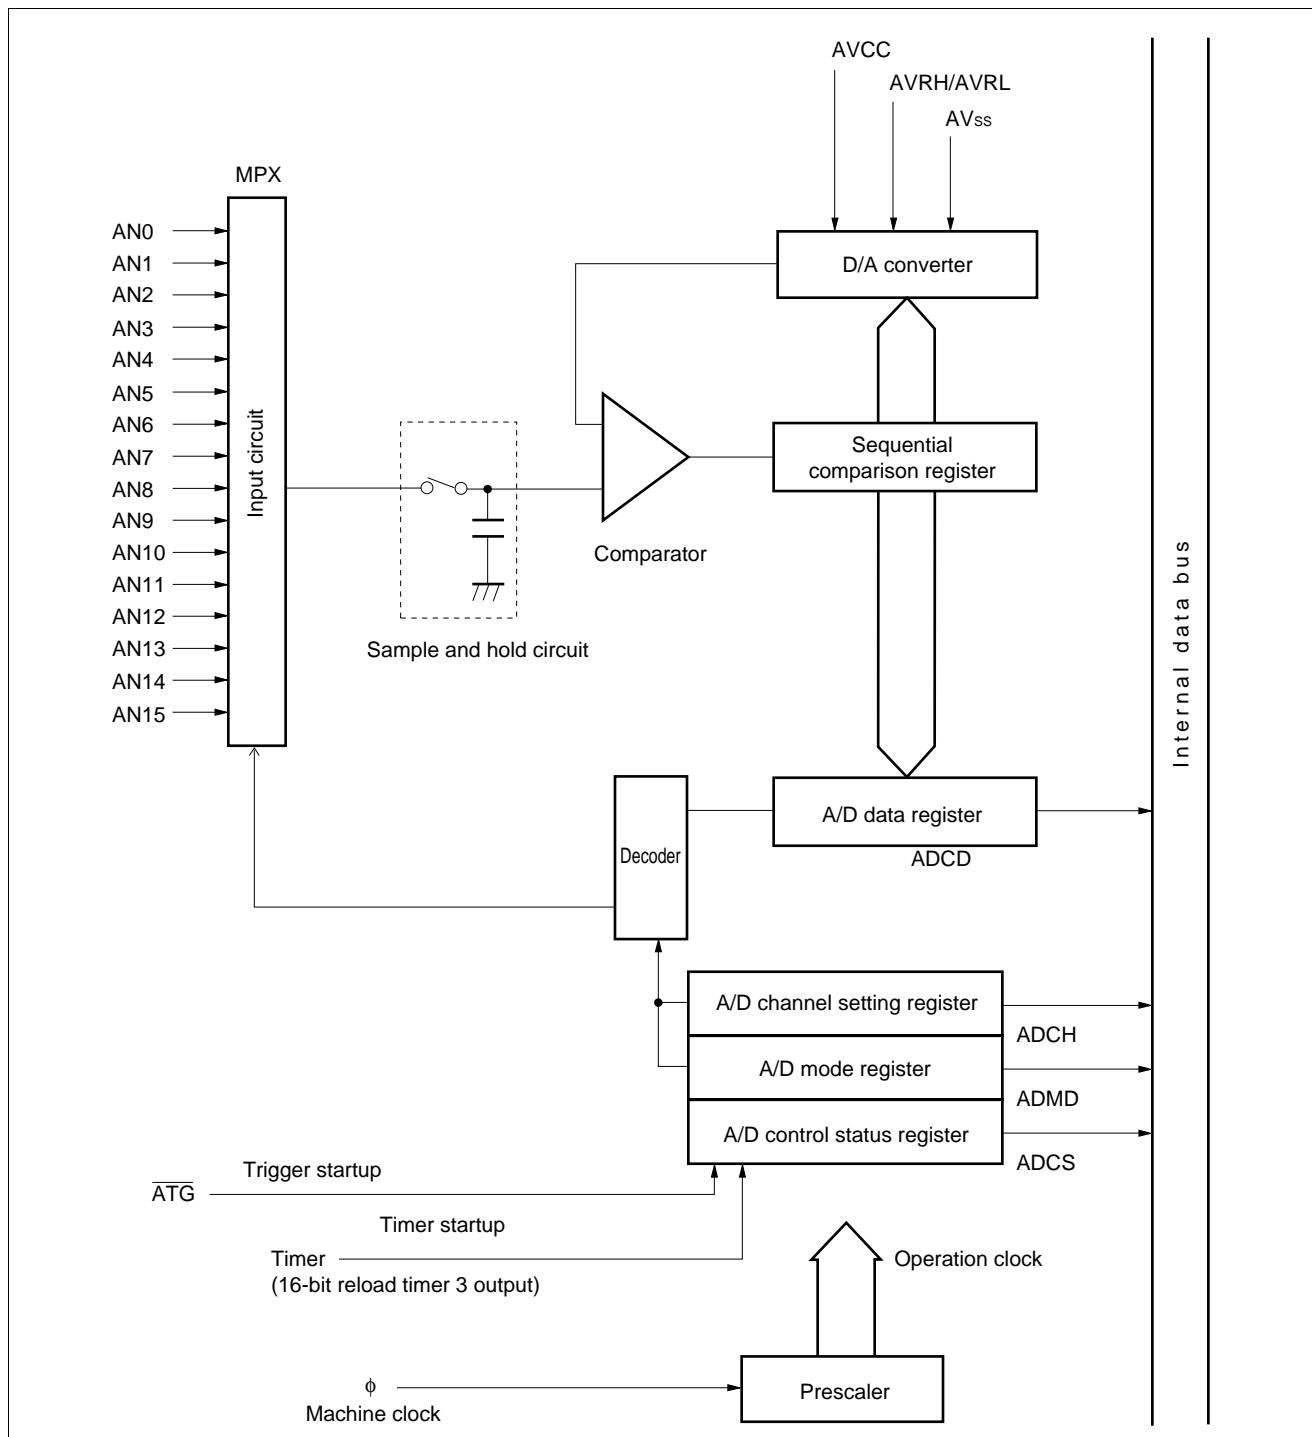 AVCC
AVRH/AVRL
AVss
MPX
AN0
AN1
AN2
AN3
AN4
AN5
AN6
AN7
AN8
AN9
AN10
AN11
AN12
AN13
AN14
AN15
Input circuit
D/A converter
Sequential
comparison register
Comparator
Sample and hold circuit
Internal data bus
A/D data register
ADCD
Decoder
A/D channel setting register
ADCH
A/D mode register
ADMD
A/D control status register
ADCS
Trigger startup
A̅T̅G̅
Timer startup
Timer
(16-bit reload timer 3 output)
Operation clock
Prescaler
ϕ
Machine clock